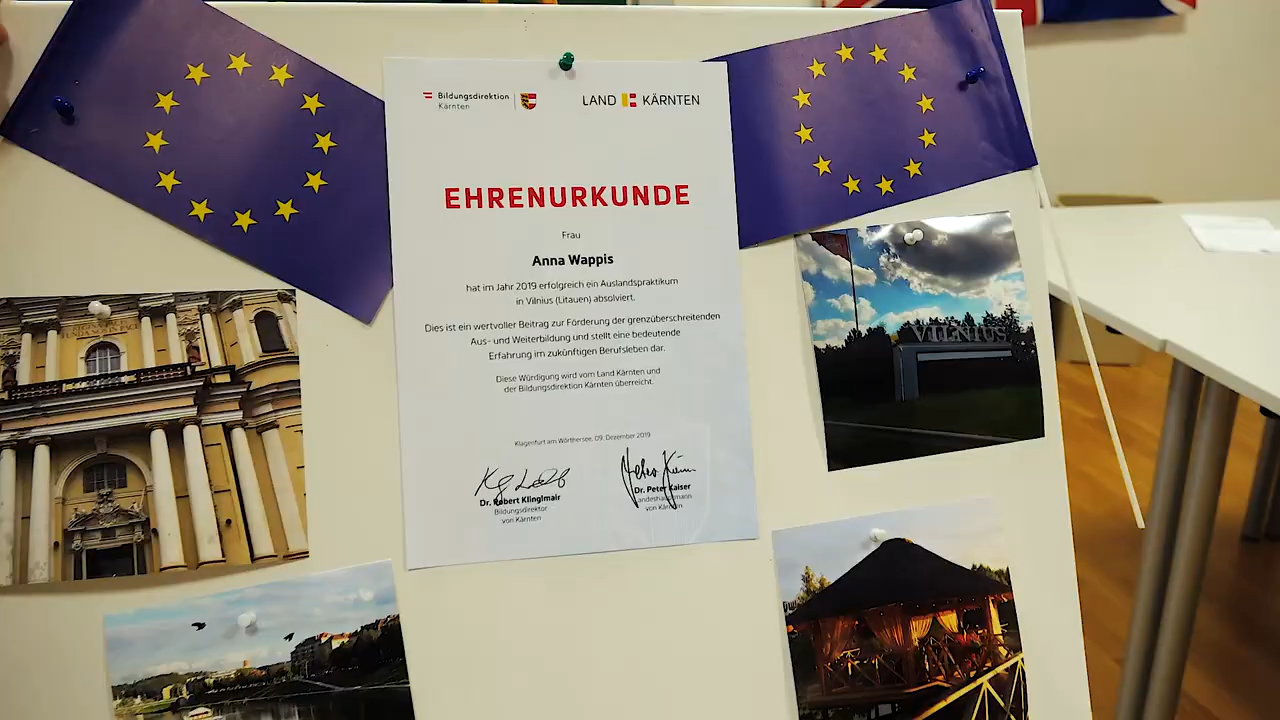 Bildungsdirektion
Kärnten
LAND KÄRNTEN
EHRENURKUNDE
Frau
Anna Wappis
hat im Jahr 2019 erfolgreich ein Auslandspraktikum
in Vilnius (Litauen) absolviert.
Dies ist ein wertvoller Beitrag zur Förderung der grenzüberschreitenden
Aus- und Weiterbildung und stellt eine bedeutende
Erfahrung im zukünftigen Berufsleben dar.
Diese Würdigung wird vom Land Kärnten und
der Bildungsdirektion Kärnten überreicht.
Klagenfurt am Wörthersee, 09. Dezember 2019
Dr. Robert Klinglmair
Bildungsdirektor
von Kärnten
Dr. Peter Kaiser
Landeshauptmann
von Kärnten
VILNIUS